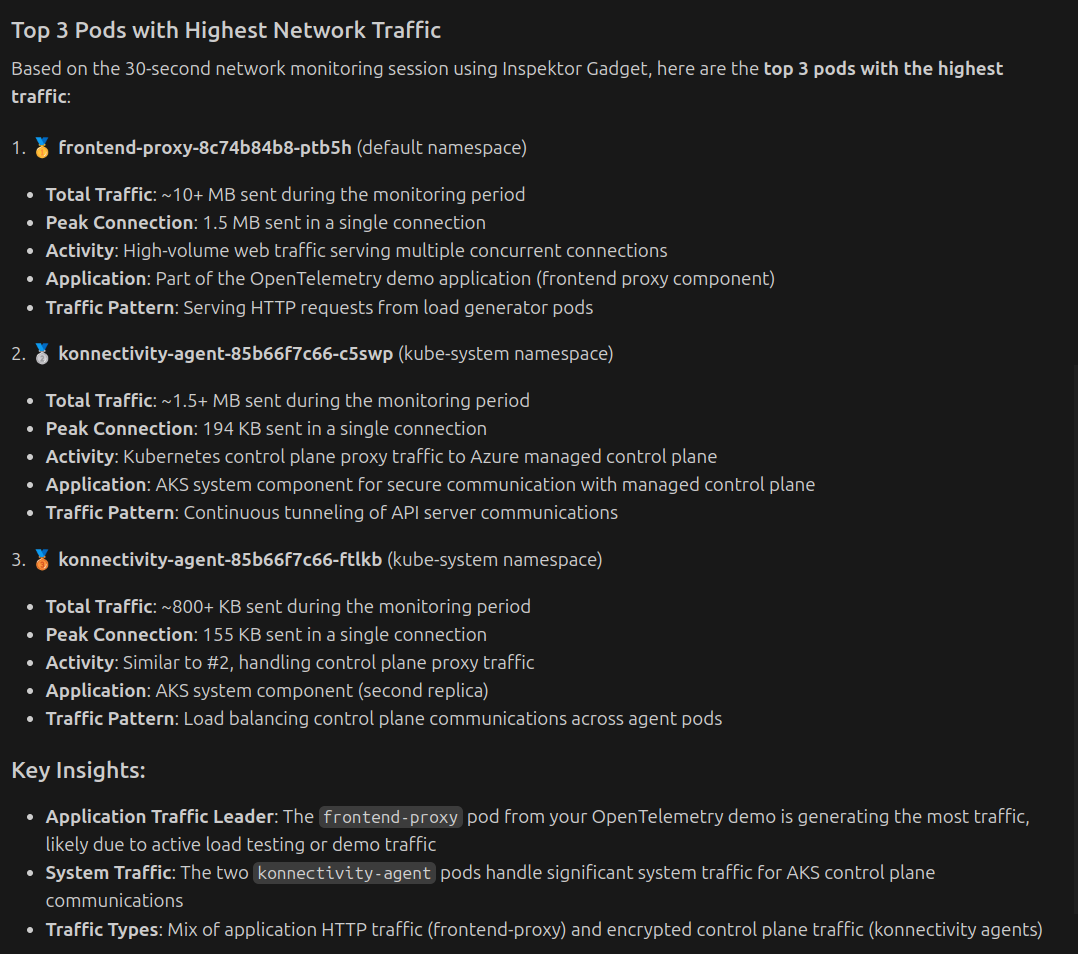 Top 3 Pods with Highest Network Traffic
Based on the 30-second network monitoring session using Inspektor Gadget, here are the top 3 pods with the highest
traffic:
1. 🥇 frontend-proxy-8c74b84b8-ptb5h (default namespace)
• Total Traffic: ~10+ MB sent during the monitoring period
• Peak Connection: 1.5 MB sent in a single connection
• Activity: High-volume web traffic serving multiple concurrent connections
• Application: Part of the OpenTelemetry demo application (frontend proxy component)
• Traffic Pattern: Serving HTTP requests from load generator pods
2. 🥈 konnectivity-agent-85b66f7c66-c5swp (kube-system namespace)
• Total Traffic: ~1.5+ MB sent during the monitoring period
• Peak Connection: 194 KB sent in a single connection
• Activity: Kubernetes control plane proxy traffic to Azure managed control plane
• Application: AKS system component for secure communication with managed control plane
• Traffic Pattern: Continuous tunneling of API server communications
3. 🥉 konnectivity-agent-85b66f7c66-ftlkb (kube-system namespace)
• Total Traffic: ~800+ KB sent during the monitoring period
• Peak Connection: 155 KB sent in a single connection
• Activity: Similar to #2, handling control plane proxy traffic
• Application: AKS system component (second replica)
• Traffic Pattern: Load balancing control plane communications across agent pods
Key Insights:
• Application Traffic Leader: The frontend-proxy pod from your OpenTelemetry demo is generating the most traffic,
likely due to active load testing or demo traffic
• System Traffic: The two konnectivity-agent pods handle significant system traffic for AKS control plane
communications
• Traffic Types: Mix of application HTTP traffic (frontend-proxy) and encrypted control plane traffic (konnectivity agents)